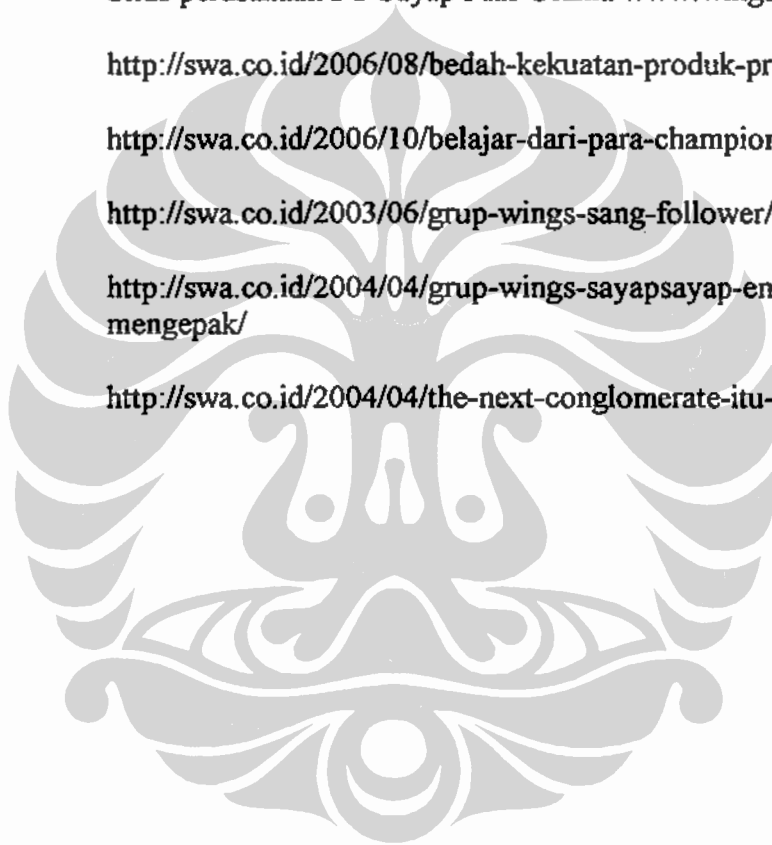 http://swa.co.id/2006/08/bedah-kekuatan-produk-pr
http://swa.co.id/2006/10/belajar-dari-para-champion
http://swa.co.id/2003/06/grup-wings-sang-follower/
http://swa.co.id/2004/04/grup-wings-sayapsayap-en
mengepak/
http://swa.co.id/2004/04/the-next-conglomerate-itu-